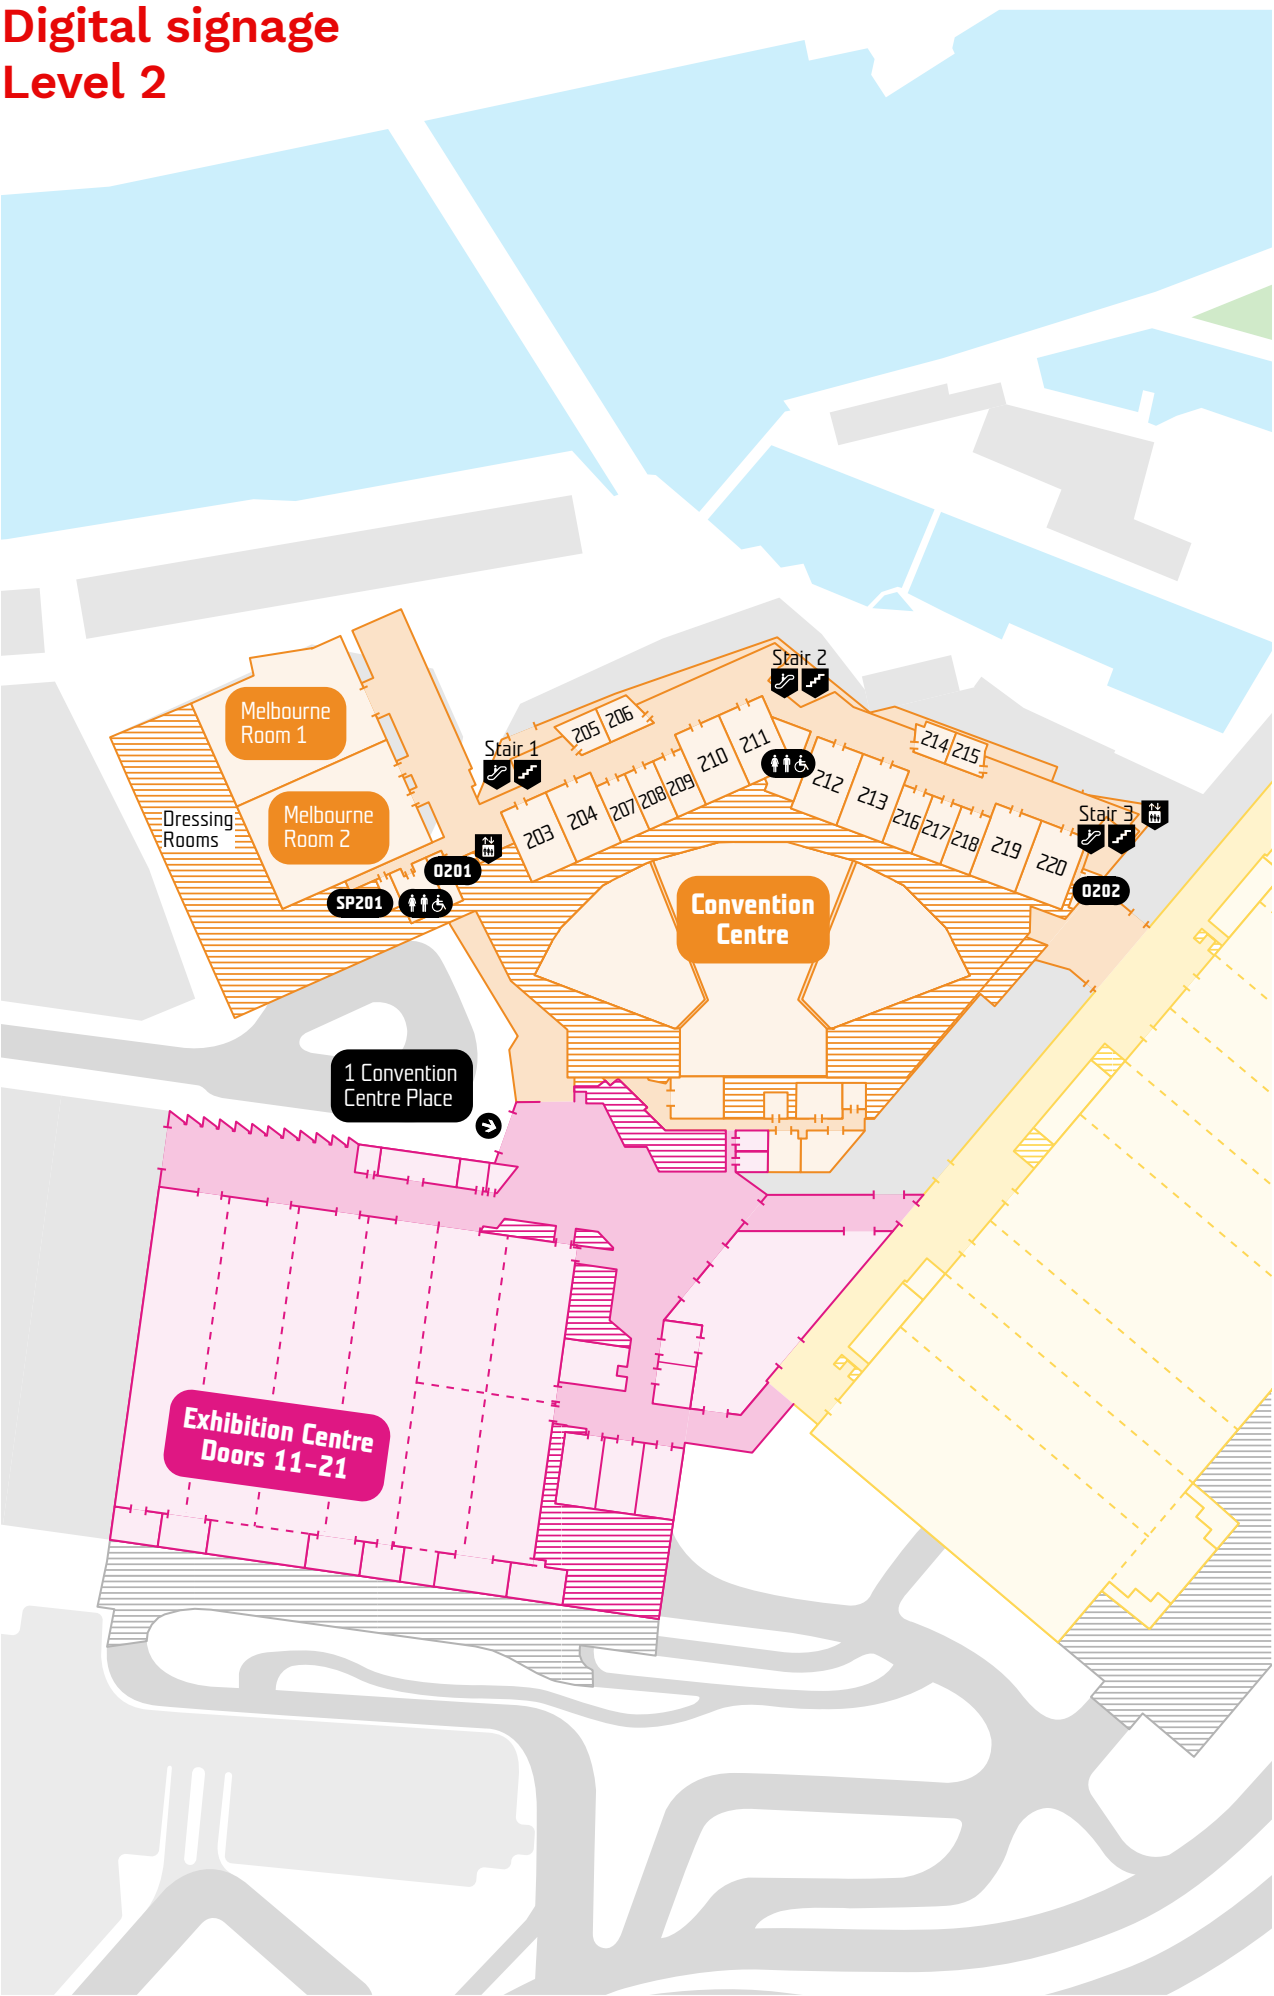 Digital signage
Level 2
Stair 2
Melbourne
Room 1
205
206
214
215
Stair 1
210
211
212
213
Dressing
Rooms
Melbourne
Room 2
203
204
207
208
209
216
217
218
219
220
Stair 3
O201
SP201
O202
Convention
Centre
1 Convention
Centre Place
Exhibition Centre
Doors 11–21